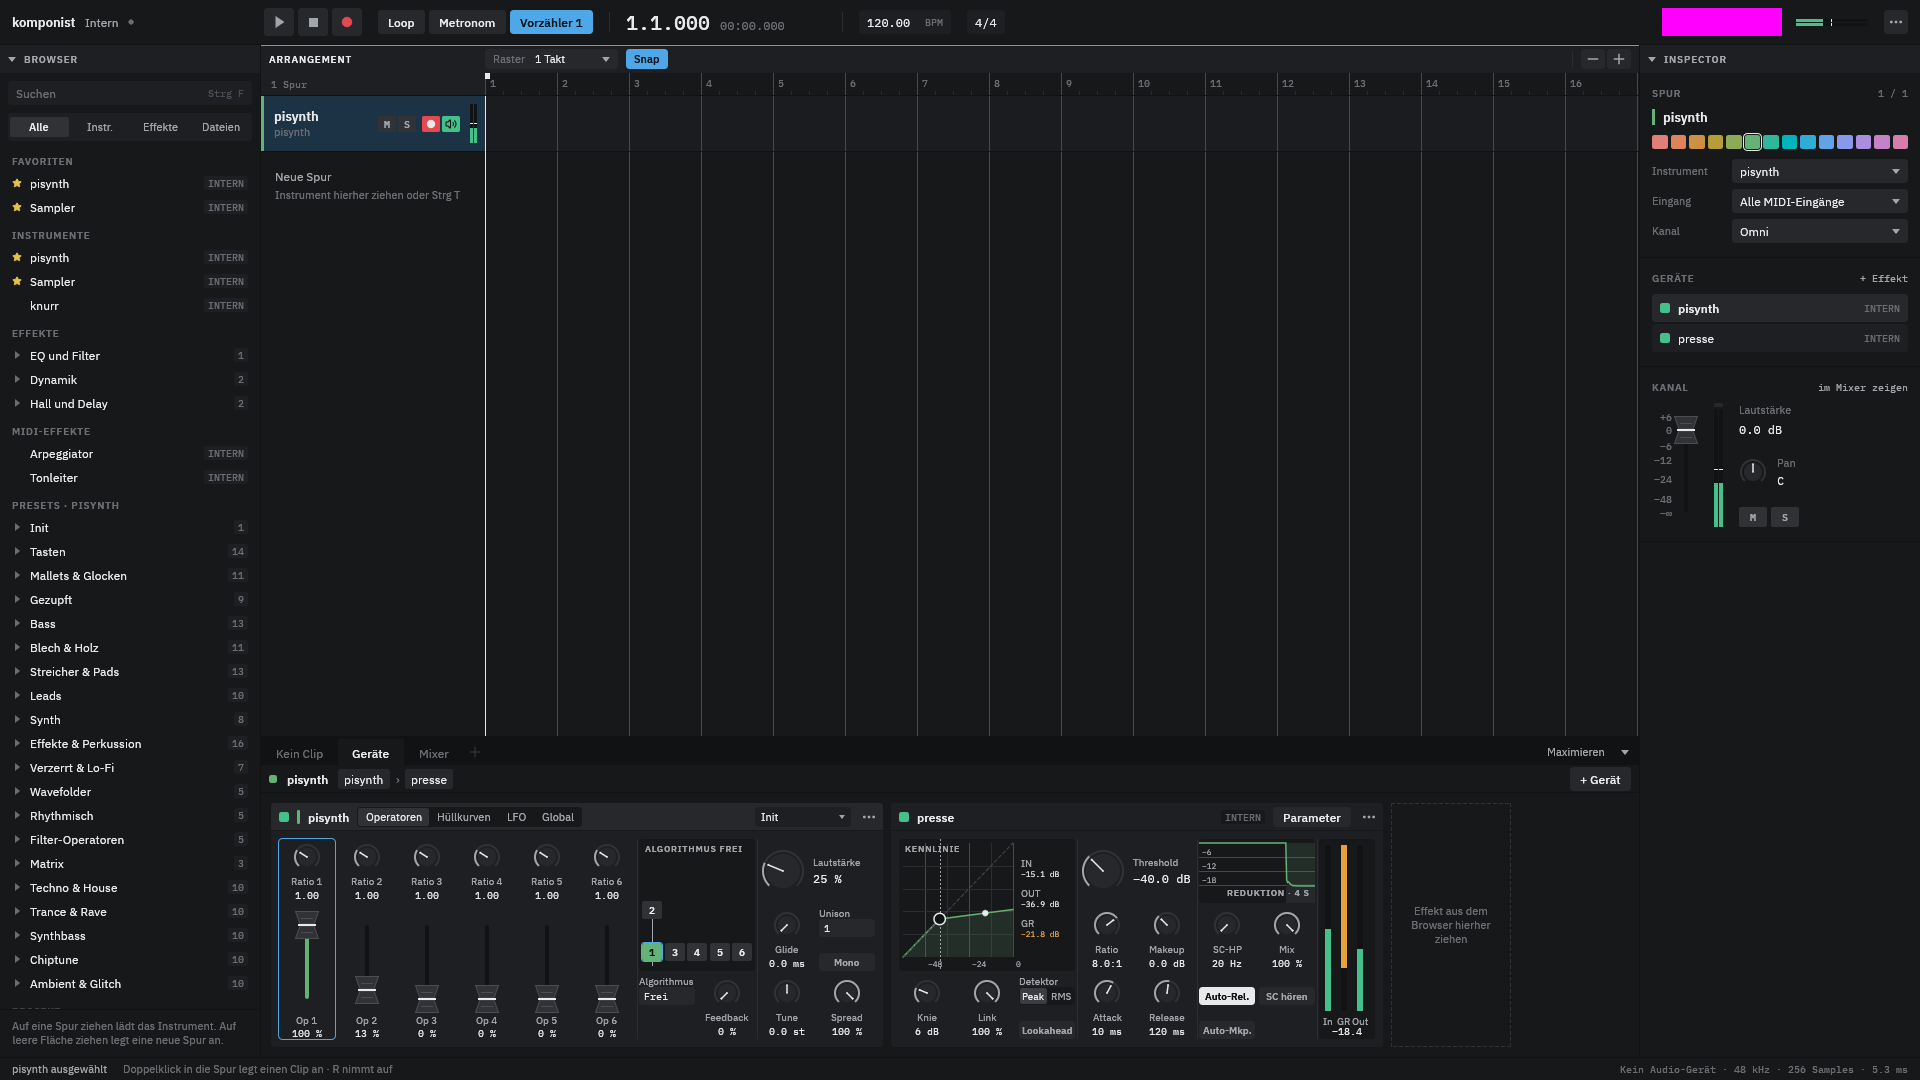 komponist Intern
Loop Metronom Vorzähler 1
1.1.000 00:00.000
120.00 BPM 4/4
BROWSER
Suchen Strg F
Alle Instr. Effekte Dateien
FAVORITEN
pisynth INTERN
Sampler INTERN
INSTRUMENTE
pisynth INTERN
Sampler INTERN
knurr INTERN
EFFEKTE
EQ und Filter 1
Dynamik 2
Hall und Delay 2
MIDI-EFFEKTE
Arpeggiator INTERN
Tonleiter INTERN
PRESETS · PISYNTH
Init 1
Tasten 14
Mallets & Glocken 11
Gezupft 9
Bass 8
Blech & Holz 11
Streicher & Pads 13
Leads 10
Synth 8
Effekte & Perkussion 16
Verzerrt & Lo-Fi 7
Wavefolder 5
Rhythmisch 5
Filter-Operatoren 5
Matrix 3
Techno & House 10
Trance & Rave 10
Synthbass 10
Chiptune 10
Ambient & Glitch 10
Auf eine Spur ziehen lädt das Instrument. Auf
leere Fläche ziehen legt eine neue Spur an.
ARRANGEMENT Raster 1 Takt Snap
1 Spur 1 2 3 4 5 6 7 8 9 10 11 12 13 14 15 16
pisynth
pisynth
M S
Neue Spur
Instrument hierher ziehen oder Strg T
Kein Clip Geräte Mixer +
Maximieren
pisynth pisynth › presse
+ Gerät
pisynth Operatoren Hüllkurven LFO Global Init
Ratio 1 Ratio 2 Ratio 3 Ratio 4 Ratio 5 Ratio 6
1.00 1.00 1.00 1.00 1.00 1.00
Op 1 Op 2 Op 3 Op 4 Op 5 Op 6
100 % 13 % 0 % 0 % 0 % 0 %
ALGORITHMUS FREI
2
1 3 4 5 6
Algorithmus
Frei
Feedback
0 %
Lautstärke
25 %
Unison
1
Glide
0.0 ms
Mono
Tune
0.0 st
Spread
100 %
presse INTERN Parameter
KENNLINIE
-48 -24 0
IN
-15.1 dB
OUT
-36.9 dB
GR
-21.8 dB
Knie
6 dB
Link
100 %
Detektor
Peak RMS
Lookahead
Threshold
-40.0 dB
Ratio
8.0:1
Makeup
0.0 dB
Attack
10 ms
Release
120 ms
-6
-12
-18
REDUKTION · 4 S
SC-HP
20 Hz
Mix
100 %
Auto-Rel. SC hören
Auto-Mkp.
In GR Out
-18.4
Effekt aus dem
Browser hierher
ziehen
INSPECTOR
SPUR 1 / 1
pisynth
Instrument pisynth
Eingang Alle MIDI-Eingänge
Kanal Omni
GERÄTE + Effekt
pisynth INTERN
presse INTERN
KANAL im Mixer zeigen
+6
0
-6
-12
-24
-48
-∞
Lautstärke
0.0 dB
Pan
C
M S
pisynth ausgewählt Doppelklick in die Spur legt einen Clip an · R nimmt auf
Kein Audio-Gerät · 48 kHz · 256 Samples · 5.3 ms